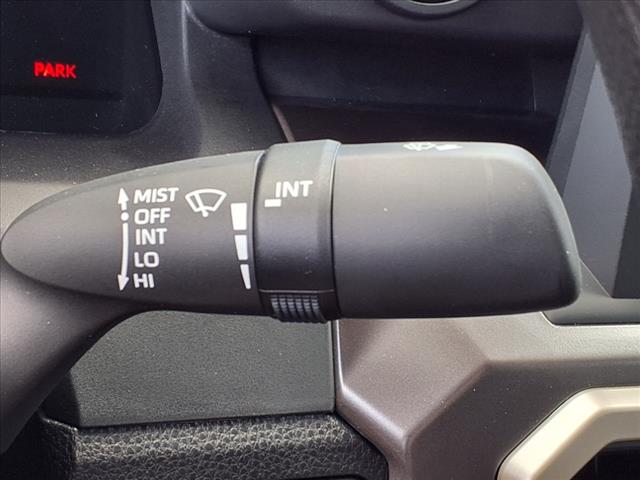 PARK
MIST
OFF
INT
LO
HI
INT